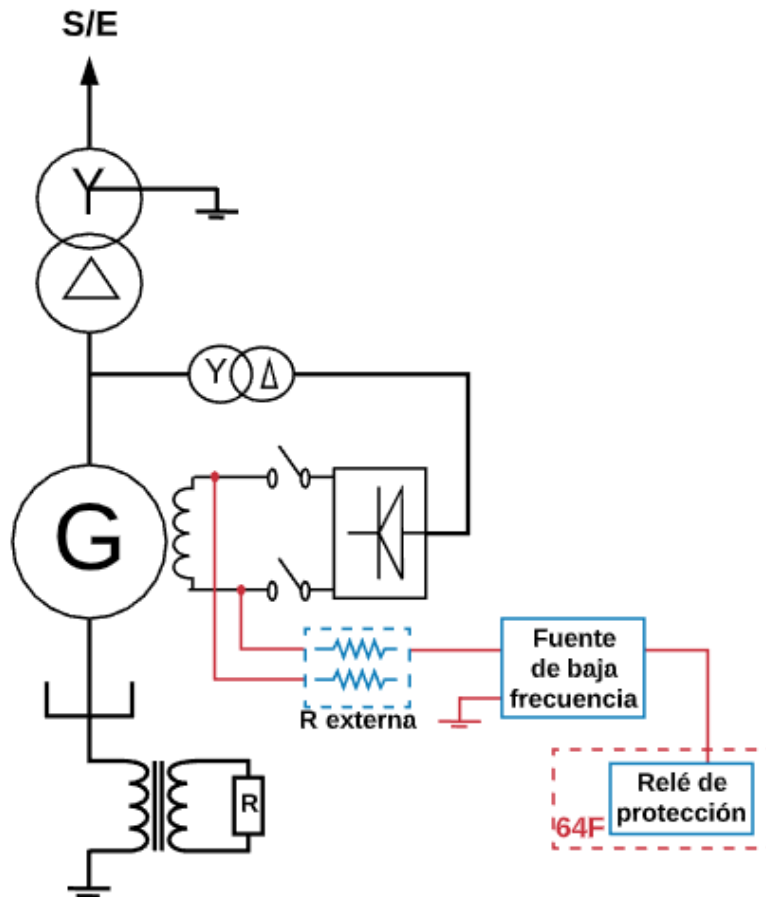 S/E
Y
Δ
Y
Δ
G
Fuente
de baja
frecuencia
R externa
Relé de
protección
64F
R